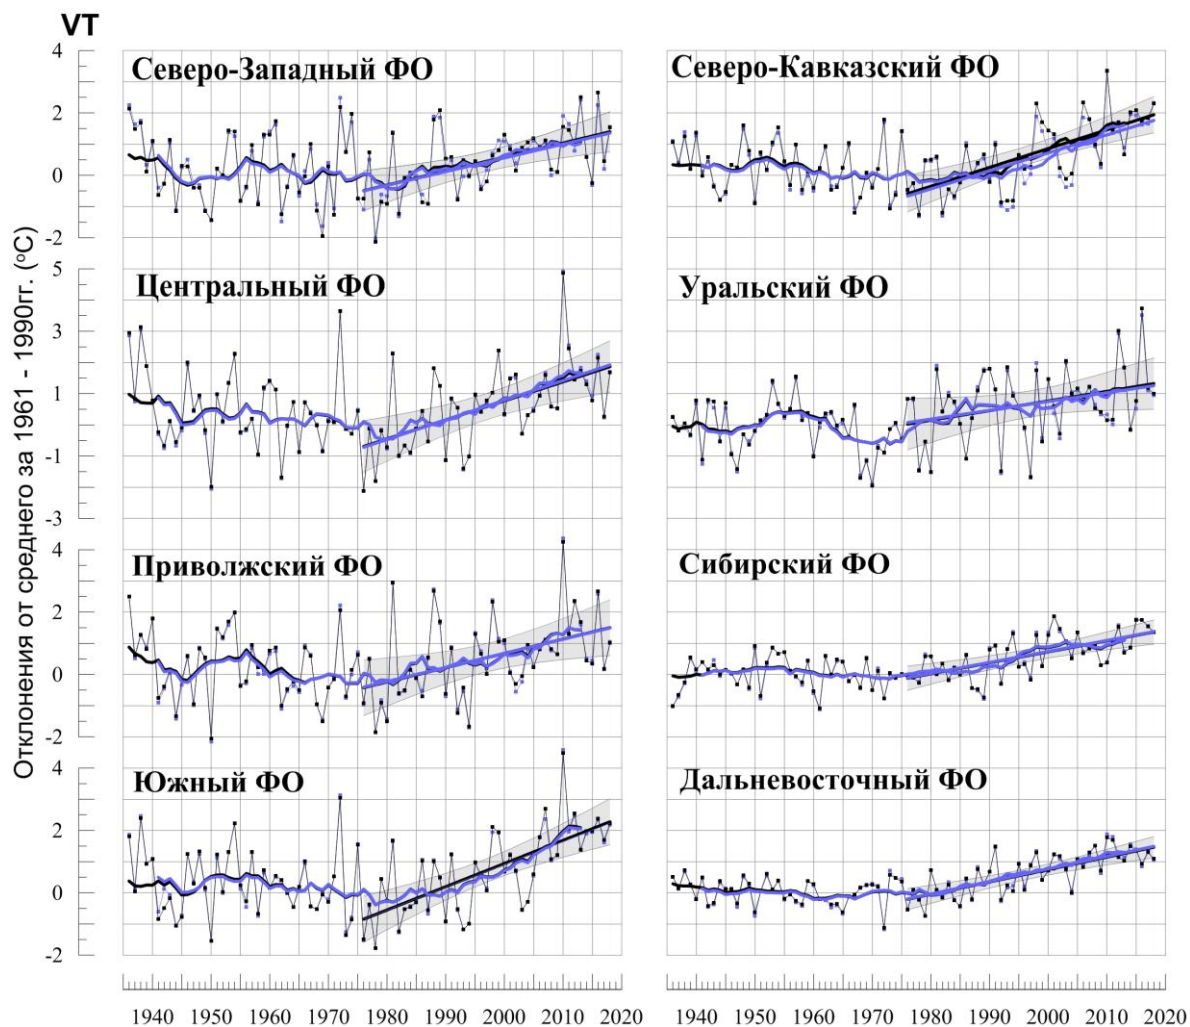 VT
Отклонения от среднего за 1961 - 1990гг. (°C)
Северо-Западный ФО
4
2
0
-2
Северо-Кавказский ФО
Центральный ФО
5
3
1
-1
-3
Уральский ФО
Приволжский ФО
4
2
0
-2
Сибирский ФО
Южный ФО
4
2
0
-2
Дальневосточный ФО
1940 1950 1960 1970 1980 1990 2000 2010 2020
1940 1950 1960 1970 1980 1990 2000 2010 2020